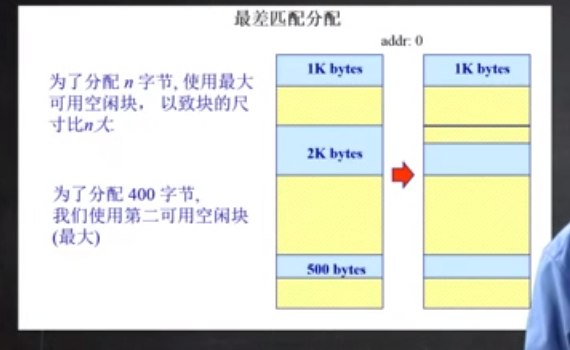 最差匹配分配
addr: 0
1K bytes
1K bytes
为了分配 n 字节, 使用最大
可用空闲块， 以致块的尺
寸比n大.
2K bytes
为了分配 400 字节,
我们使用第二可用空闲块
(最大)
500 bytes